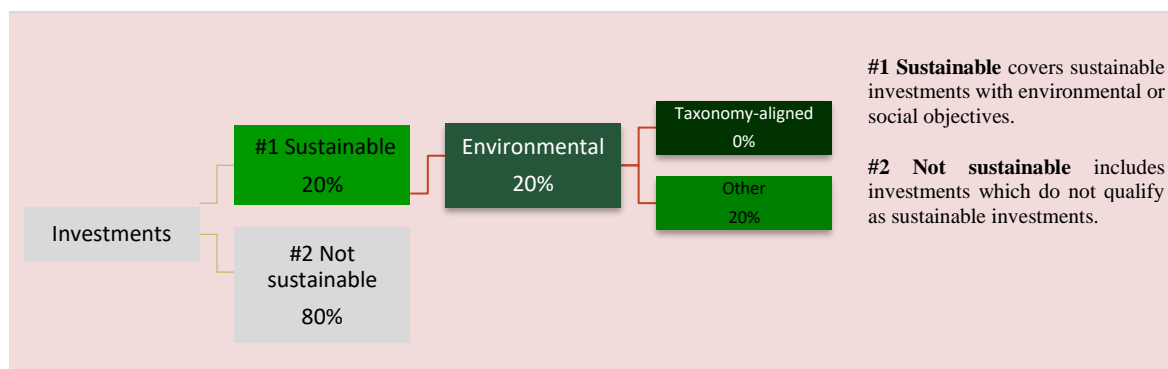 Investments
#1 Sustainable
20%
#2 Not
sustainable
80%
Environmental
20%
Taxonomy-aligned
0%
Other
20%
#1 Sustainable covers sustainable
investments with environmental or
social objectives.
#2 Not sustainable includes
investments which do not qualify
as sustainable investments.